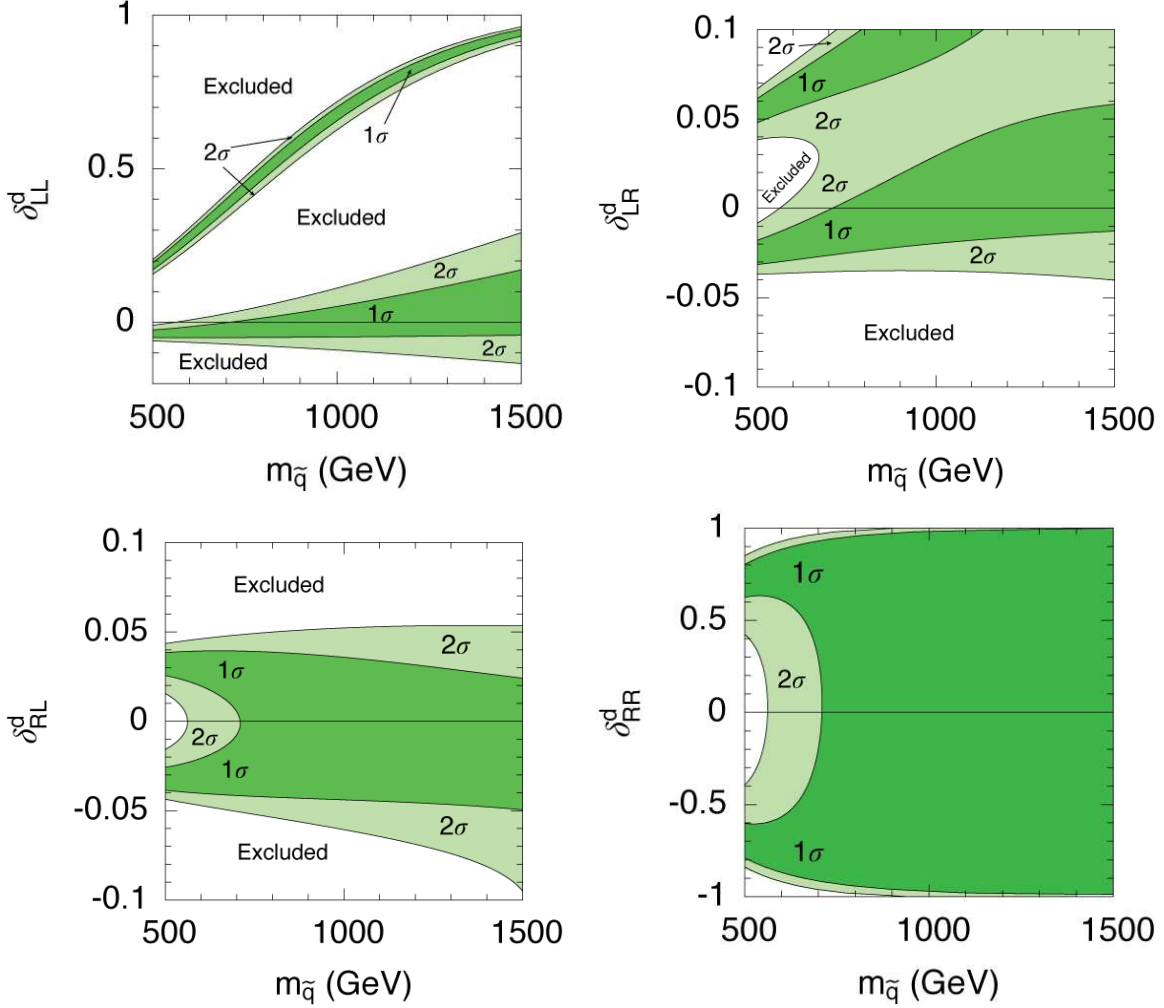 1
0.5
0
δ^d_LL
Excluded
2σ
1σ
Excluded
2σ
1σ
2σ
Excluded
500 1000 1500
m_q̃ (GeV)
0.1
0.05
0
-0.05
-0.1
δ^d_LR
2σ
1σ
2σ
Excluded
2σ
1σ
2σ
Excluded
500 1000 1500
m_q̃ (GeV)
0.1
0.05
0
-0.05
-0.1
δ^d_RL
Excluded
2σ
1σ
2σ
1σ
2σ
Excluded
500 1000 1500
m_q̃ (GeV)
1
0.5
0
-0.5
-1
δ^d_RR
1σ
2σ
1σ
500 1000 1500
m_q̃ (GeV)